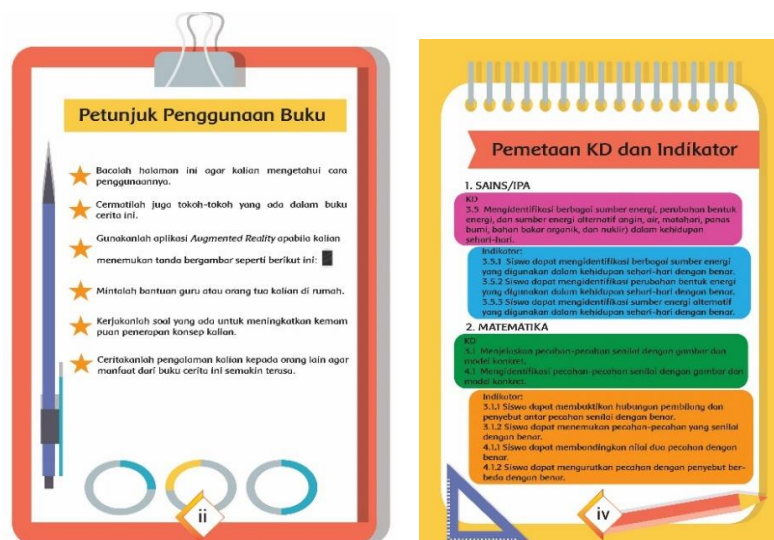 Petunjuk Penggunaan Buku
Bacalah halaman ini agar kalian mengetahui cara
penggunaannya.
Cermatilah juga tokoh-tokoh yang ada dalam buku
cerita ini.
Gunakanlah aplikasi Augmented Reality apabila kalian
menemukan tanda bergambar seperti berikut ini:
Mintalah bantuan guru atau orang tua kalian di rumah.
Kerjakanlah soal yang ada untuk meningkatkan kemam
puan penerapan konsep kalian.
Ceritakanlah pengalaman kalian kepada orang lain agar
manfaat dari buku cerita ini semakin terasa.
ii
Pemetaan KD dan Indikator
1. SAINS/IPA
KD
3.5 Mengidentifikasi berbagai sumber energi, perubahan bentuk
energi, dan sumber energi alternatif angin, air, matahari, panas
bumi, bahan bakar organik, dan nuklir) dalam kehidupan
sehari-hari.
Indikator:
3.5.1 Siswa dapat mengidentifikasi berbagai sumber energi
yang digunakan dalam kehidupan sehari-hari dengan benar.
3.5.2 Siswa dapat mengidentifikasi perubahan bentuk energi
yang digunakan dalam kehidupan sehari-hari dengan benar.
3.5.3 Siswa dapat mengidentifikasi sumber energi alternatif
yang digunakan dalam kehidupan sehari-hari dengan benar.
2. MATEMATIKA
KD
3.1 Menjelaskan pecahan-pecahan senilai dengan gambar dan
model konkret.
4.1 Mengidentifikasi pecahan-pecahan senilai dengan gambar dan
model konkret.
Indikator:
3.1.1 Siswa dapat membuktikan hubungan pembilang dan
penyebut antar pecahan senilai dengan benar.
3.1.2 Siswa dapat menemukan pecahan-pecahan yang senilai
dengan benar.
4.1.1 Siswa dapat membandingkan nilai dua pecahan dengan
benar.
4.1.2 Siswa dapat mengurutkan pecahan dengan penyebut ber-
beda dengan benar.
iv